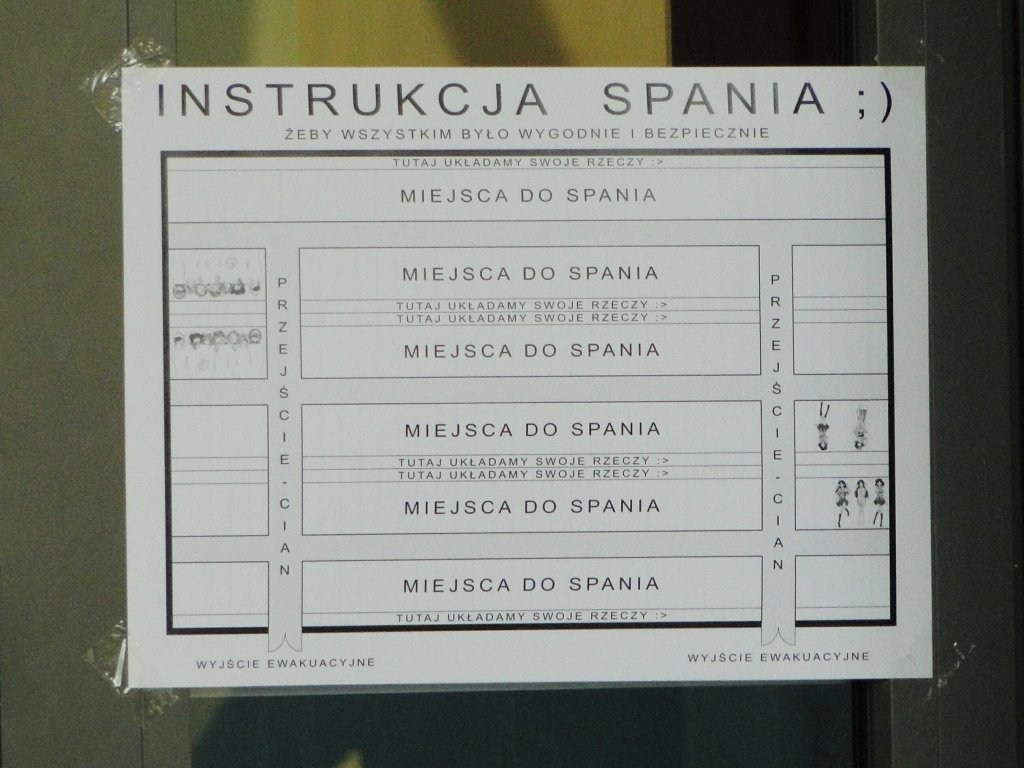 INSTRUKCJA SPANIA ;)
ŻEBY WSZYSTKIM BYŁO WYGODNIE I BEZPIECZNIE
TUTAJ UKŁADAMY SWOJE RZECZY :>
MIEJSCA DO SPANIA
MIEJSCA DO SPANIA
TUTAJ UKŁADAMY SWOJE RZECZY :>
TUTAJ UKŁADAMY SWOJE RZECZY :>
MIEJSCA DO SPANIA
MIEJSCA DO SPANIA
TUTAJ UKŁADAMY SWOJE RZECZY :>
TUTAJ UKŁADAMY SWOJE RZECZY :>
MIEJSCA DO SPANIA
MIEJSCA DO SPANIA
TUTAJ UKŁADAMY SWOJE RZECZY :>
PRZEJŚCIE-CIAN
PRZEJŚCIE-CIAN
WYJŚCIE EWAKUACYJNE
WYJŚCIE EWAKUACYJNE